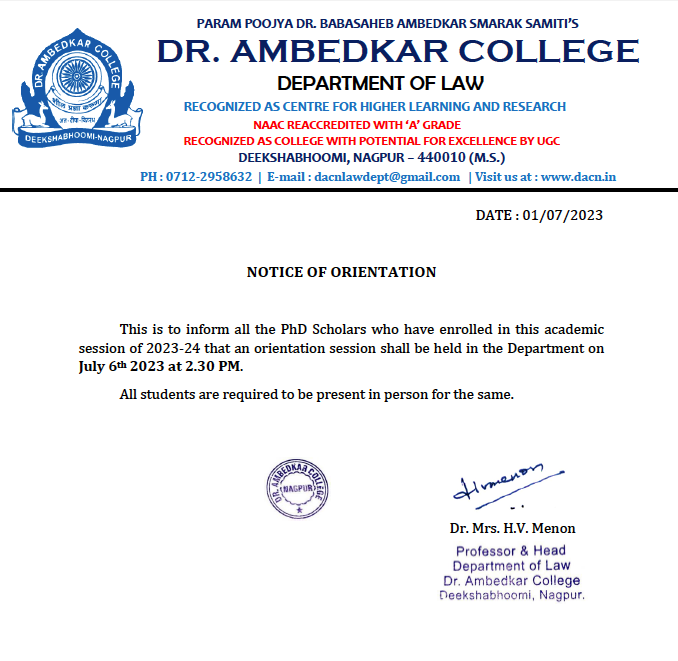 PARAM POOJYA DR. BABASAHEB AMBEDKAR SMARAK SAMITI'S
DR. AMBEDKAR COLLEGE
DEPARTMENT OF LAW
RECOGNIZED AS CENTRE FOR HIGHER LEARNING AND RESEARCH
NAAC REACCREDITED WITH 'A' GRADE
RECOGNIZED AS COLLEGE WITH POTENTIAL FOR EXCELLENCE BY UGC
DEEKSHABHOOMI, NAGPUR – 440010 (M.S.)
PH : 0712-2958632 | E-mail : dacnlawdept@gmail.com | Visit us at : www.dacn.in
DR. AMBEDKAR COLLEGE
DEEKSHABHOOMI-NAGPUR
DATE : 01/07/2023
NOTICE OF ORIENTATION
This is to inform all the PhD Scholars who have enrolled in this academic
session of 2023-24 that an orientation session shall be held in the Department on
July 6th 2023 at 2.30 PM.
All students are required to be present in person for the same.
DR. AMBEDKAR COLLEGE
NAGPUR
Hvmenon
Dr. Mrs. H.V. Menon
Professor & Head
Department of Law
Dr. Ambedkar College
Deekshabhoomi, Nagpur.